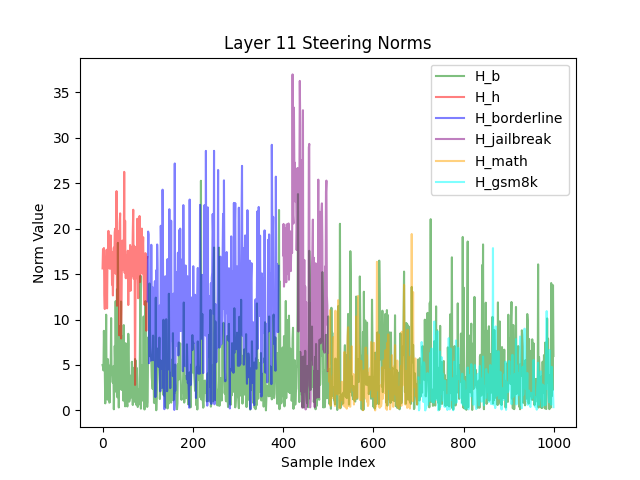 Layer 11 Steering Norms
H_b
H_h
H_borderline
H_jailbreak
H_math
H_gsm8k
Norm Value
35
30
25
20
15
10
5
0
0
200
400
600
800
1000
Sample Index